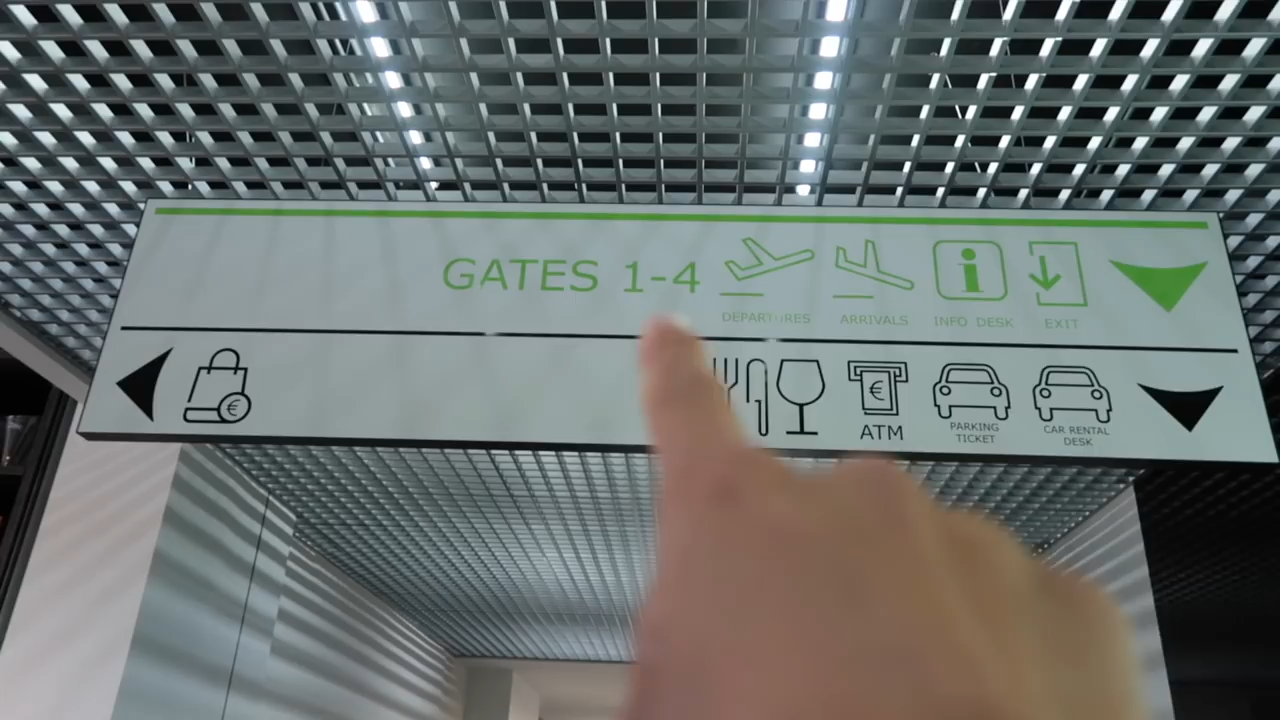 GATES 1-4
DEPARTURES
ARRIVALS
INFO DESK
EXIT
ATM
PARKING
TICKET
CAR RENTAL
DESK